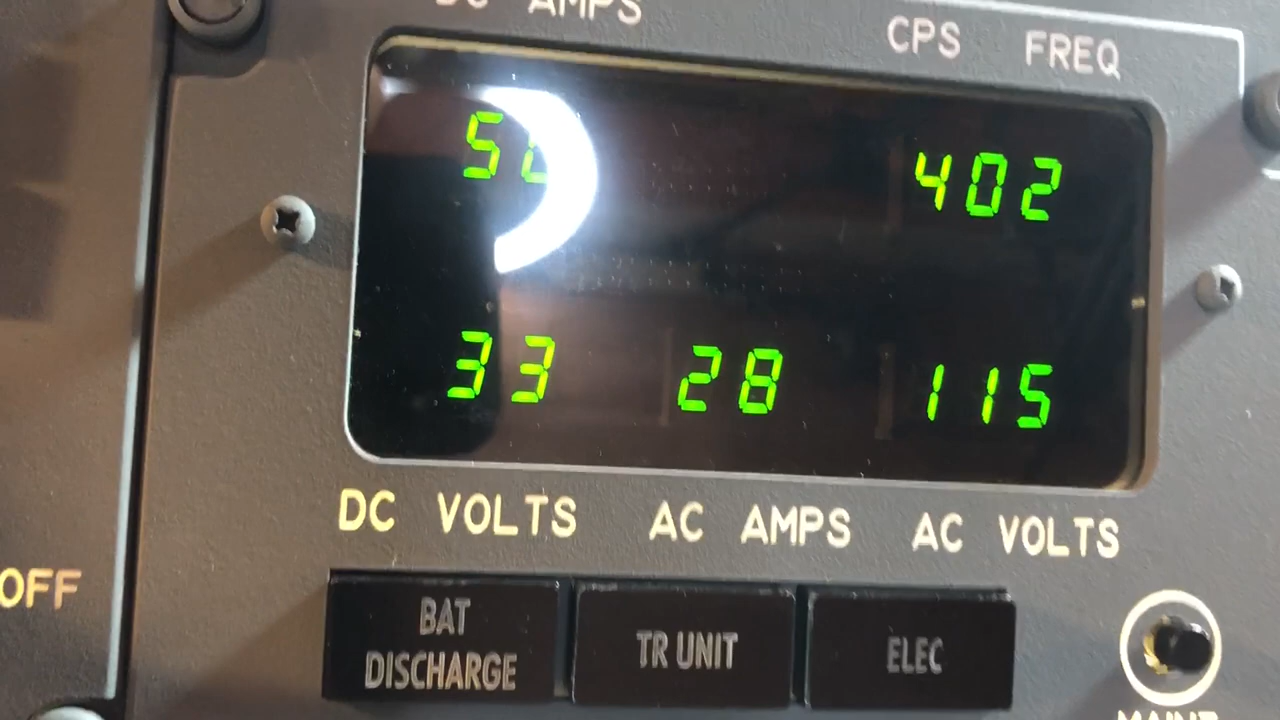 DC AMPS
CPS FREQ
402
33 28 115
DC VOLTS AC AMPS AC VOLTS
OFF
BAT DISCHARGE
TR UNIT
ELEC
MAINT